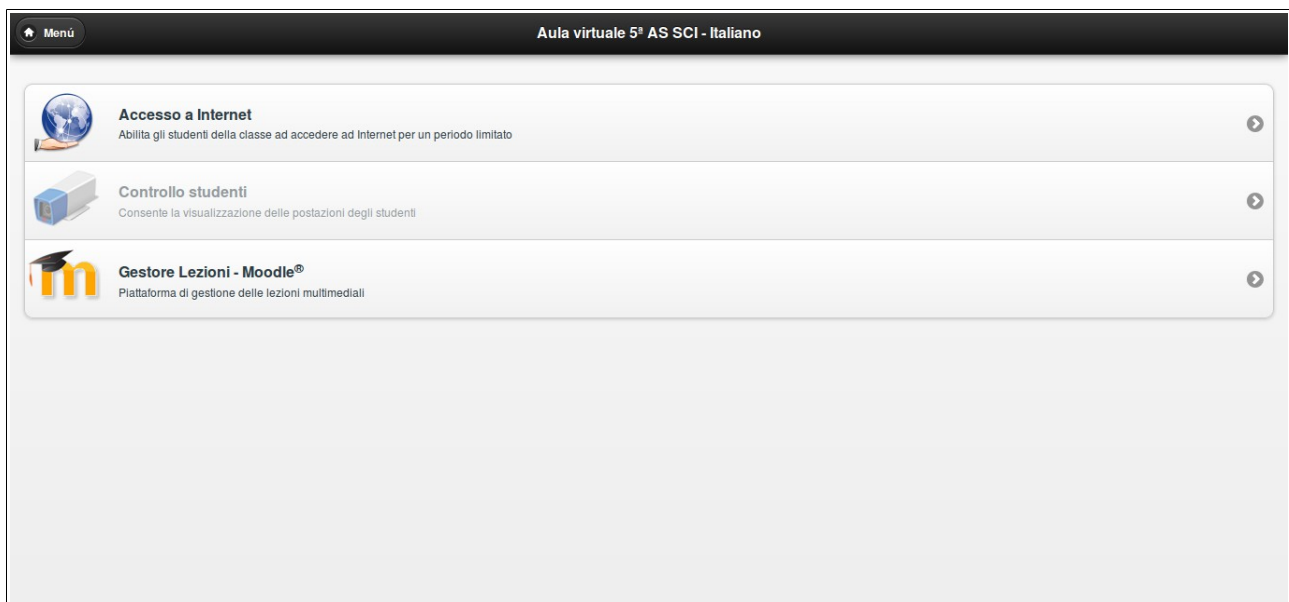 Menú
Aula virtuale 5ª AS SCI - Italiano
Accesso a Internet
Abilita gli studenti della classe ad accedere ad Internet per un periodo limitato
Controllo studenti
Consente la visualizzazione delle postazioni degli studenti
Gestore Lezioni - Moodle®
Piattaforma di gestione delle lezioni multimediali